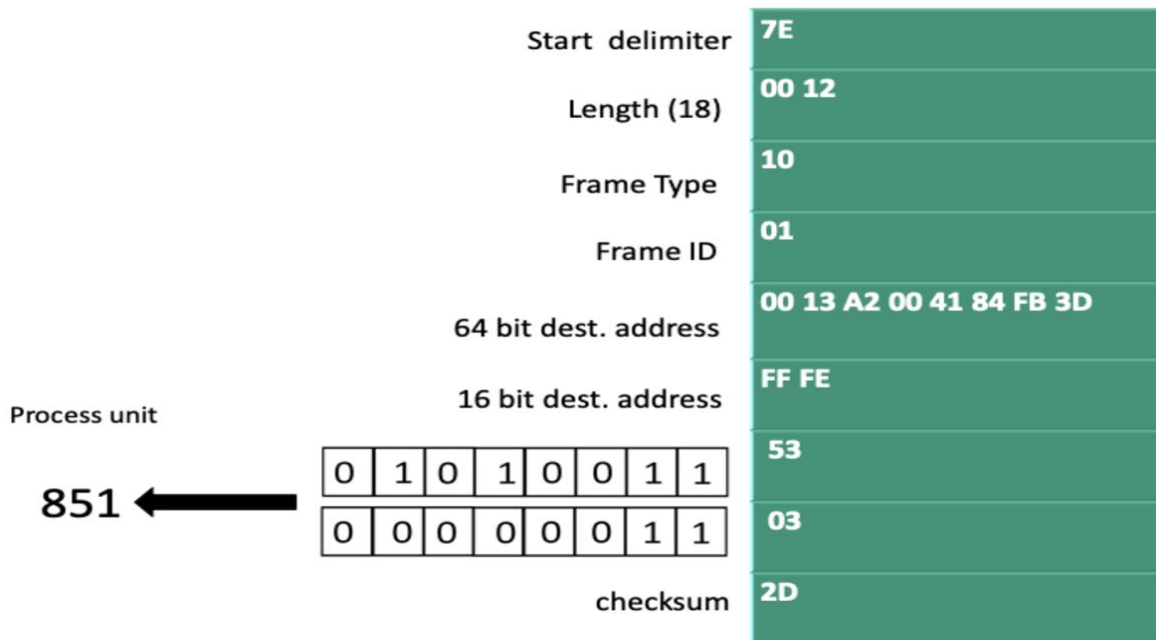 Start delimiter 7E
Length (18) 00 12
Frame Type 10
Frame ID 01
64 bit dest. address 00 13 A2 00 41 84 FB 3D
16 bit dest. address FF FE
Process unit
0 1 0 1 0 0 1 1 53
851
0 0 0 0 0 0 1 1 03
checksum 2D